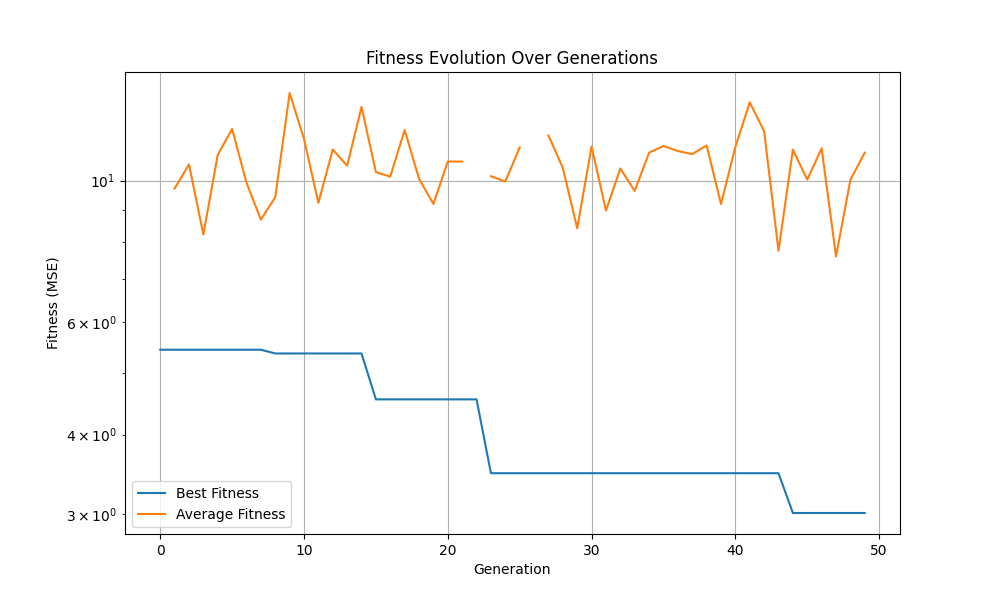 Fitness Evolution Over Generations
Fitness (MSE)
10¹
6 × 10⁰
4 × 10⁰
3 × 10⁰
Best Fitness
Average Fitness
0 10 20 30 40 50
Generation